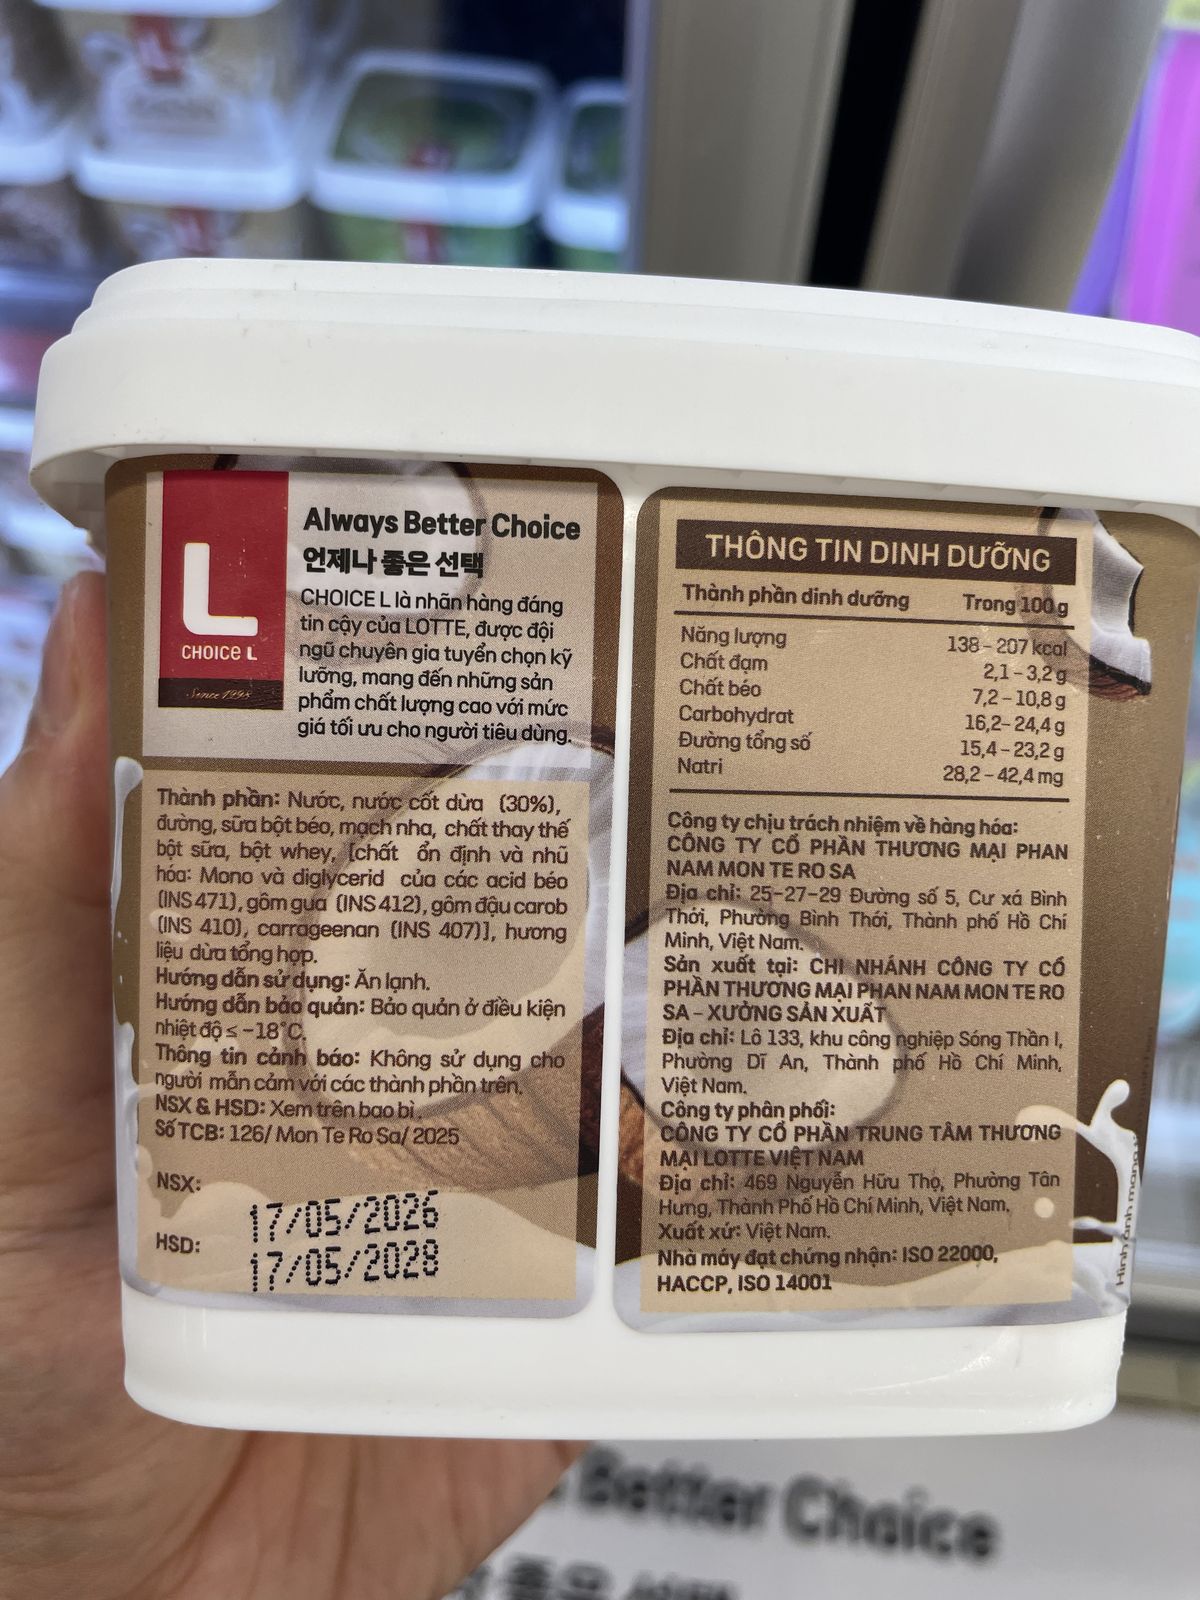 Always Better Choice
언제나 좋은 선택
CHOICE L là nhãn hàng đáng
tin cậy của LOTTE, được đội
ngũ chuyên gia tuyển chọn kỹ
lưỡng, mang đến những sản
phẩm chất lượng cao với mức
giá tối ưu cho người tiêu dùng.
L
CHOICE L
Since 1998
Thành phần: Nước, nước cốt dừa (30%),
đường, sữa bột béo, mạch nha, chất thay thế
bột sữa, bột whey, [chất ổn định và nhũ
hóa: Mono và diglycerid của các acid béo
(INS 471), gôm gua (INS 412), gôm đậu carob
(INS 410), carrageenan (INS 407)], hương
liệu dừa tổng hợp.
Hướng dẫn sử dụng: Ăn lạnh.
Hướng dẫn bảo quản: Bảo quản ở điều kiện
nhiệt độ ≤ -18°C.
Thông tin cảnh báo: Không sử dụng cho
người mẫn cảm với các thành phần trên.
NSX & HSD: Xem trên bao bì.
Số TCB: 126/ Mon Te Ro Sa/ 2025
NSX: 17/05/2026
HSD: 17/05/2028
THÔNG TIN DINH DƯỠNG
Thành phần dinh dưỡng Trong 100 g
Năng lượng 138 - 207 kcal
Chất đạm 2,1 - 3,2 g
Chất béo 7,2 - 10,8 g
Carbohydrat 16,2 - 24,4 g
Đường tổng số 15,4 - 23,2 g
Natri 28,2 - 42,4 mg
Công ty chịu trách nhiệm về hàng hóa:
CÔNG TY CỔ PHẦN THƯƠNG MẠI PHAN
NAM MON TE RO SA
Địa chỉ: 25-27-29 Đường số 5, Cư xá Bình
Thới, Phường Bình Thới, Thành phố Hồ Chí
Minh, Việt Nam.
Sản xuất tại: CHI NHÁNH CÔNG TY CỔ
PHẦN THƯƠNG MẠI PHAN NAM MON TE RO
SA - XƯỞNG SẢN XUẤT
Địa chỉ: Lô 133, khu công nghiệp Sóng Thần I,
Phường Dĩ An, Thành phố Hồ Chí Minh,
Việt Nam.
Công ty phân phối:
CÔNG TY CỔ PHẦN TRUNG TÂM THƯƠNG
MẠI LOTTE VIỆT NAM
Địa chỉ: 469 Nguyễn Hữu Thọ, Phường Tân
Hưng, Thành Phố Hồ Chí Minh, Việt Nam.
Xuất xứ: Việt Nam.
Nhà máy đạt chứng nhận: ISO 22000,
HACCP, ISO 14001
Hình ảnh mang
Better Choice